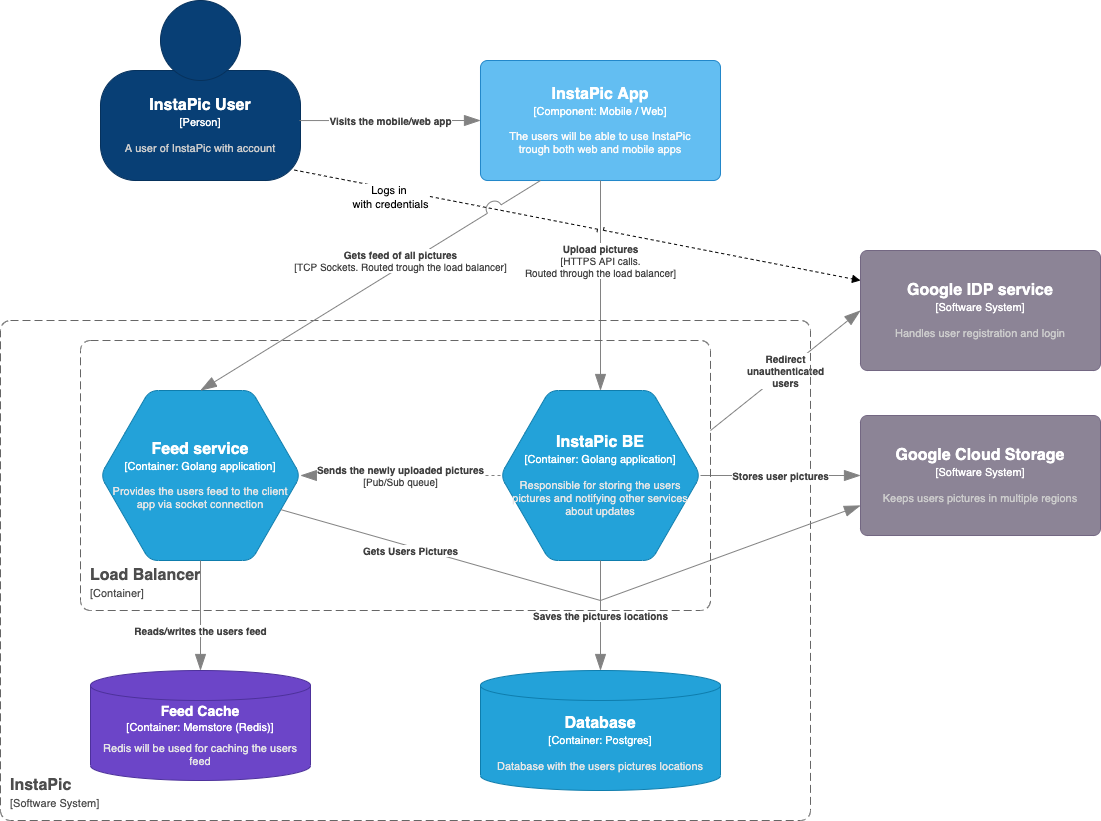 InstaPic User
[Person]
A user of InstaPic with account
Visits the mobile/web app
InstaPic App
[Component: Mobile / Web]
The users will be able to use InstaPic
trough both web and mobile apps
Logs in
with credentials
Gets feed of all pictures
[TCP Sockets. Routed trough the load balancer]
Upload pictures
[HTTPS API calls.
Routed through the load balancer]
Google IDP service
[Software System]
Handles user registration and login
Redirect
unauthenticated
users
Feed service
[Container: Golang application]
Provides the users feed to the client
app via socket connection
Sends the newly uploaded pictures
[Pub/Sub queue]
InstaPic BE
[Container: Golang application]
Responsible for storing the users
pictures and notifying other services
about updates
Stores user pictures
Google Cloud Storage
[Software System]
Keeps users pictures in multiple regions
Gets Users Pictures
Load Balancer
[Container]
Reads/writes the users feed
Saves the pictures locations
Feed Cache
[Container: Memstore (Redis)]
Redis will be used for caching the users
feed
Database
[Container: Postgres]
Database with the users pictures locations
InstaPic
[Software System]